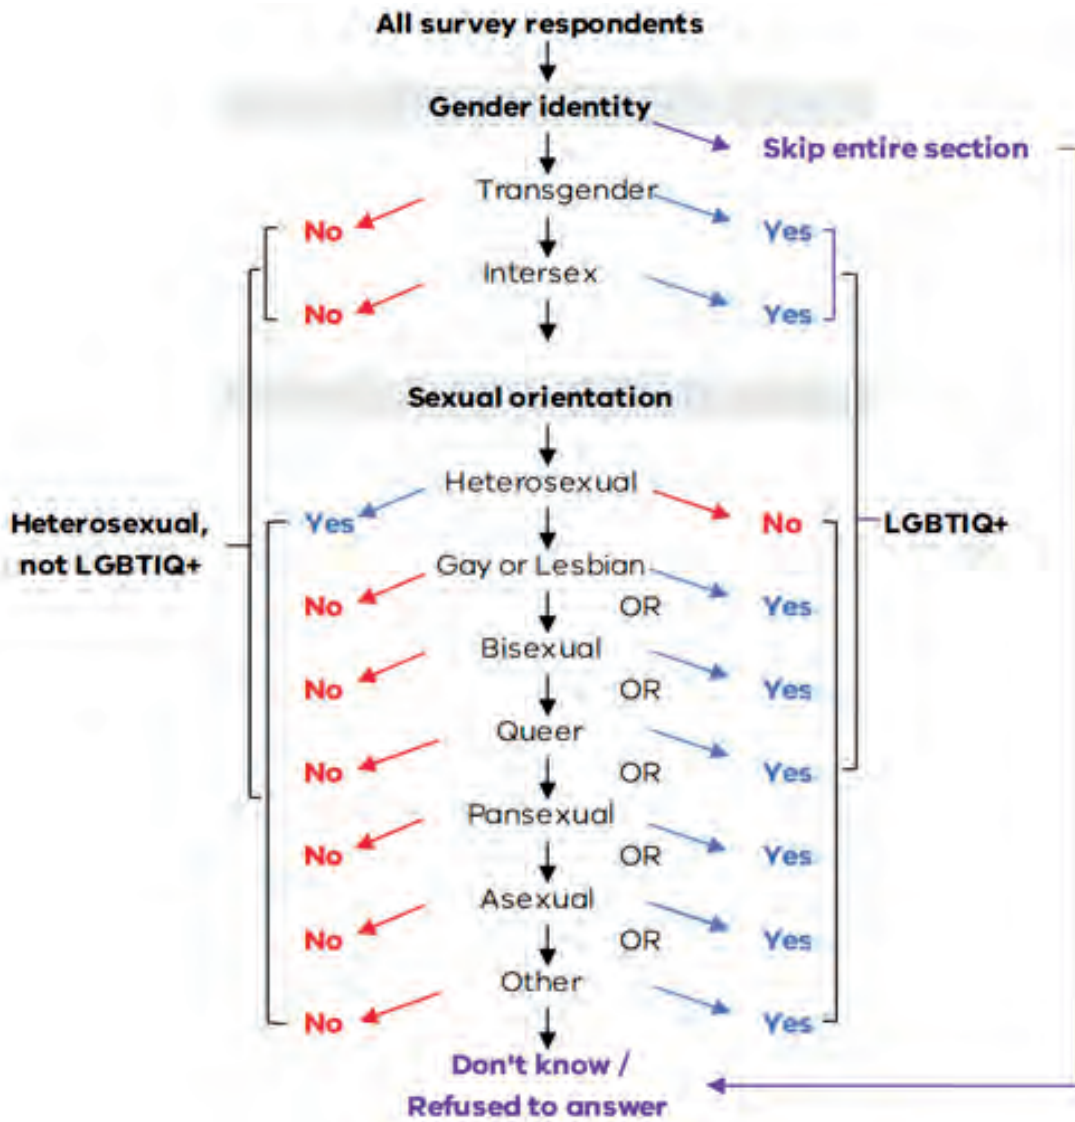 All survey respondents
Gender identity
Skip entire section
Transgender
No
Yes
Intersex
No
Yes
Sexual orientation
Heterosexual
Heterosexual,
not LGBTIQ+
Yes
No
LGBTIQ+
Gay or Lesbian
No
OR
Yes
Bisexual
No
OR
Yes
Queer
No
OR
Yes
Pansexual
No
OR
Yes
Asexual
No
OR
Yes
Other
No
Yes
Don't know /
Refused to answer